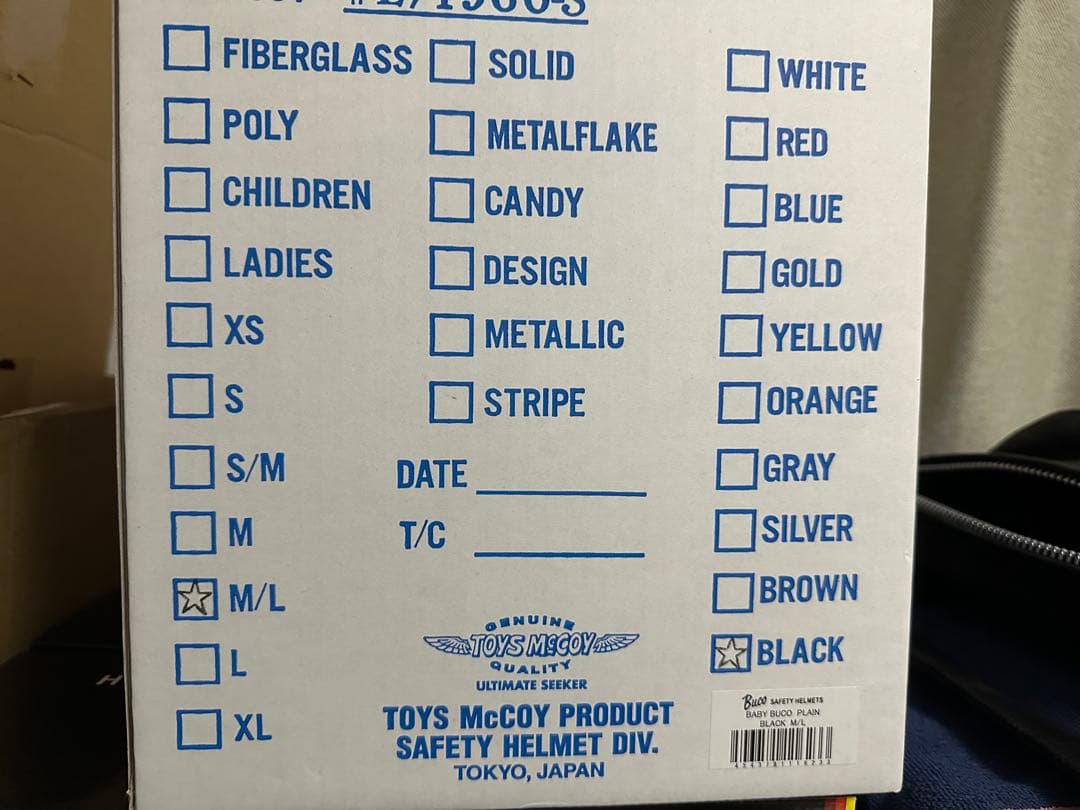 FIBERGLASS
POLY
CHILDREN
LADIES
XS
S
S/M
M
M/L
L
XL
SOLID
METALFLAKE
CANDY
DESIGN
METALLIC
STRIPE
DATE
T/C
WHITE
RED
BLUE
GOLD
YELLOW
ORANGE
GRAY
SILVER
BROWN
BLACK
GENUINE
TOYS McCOY
QUALITY
ULTIMATE SEEKER
TOYS McCOY PRODUCT
SAFETY HELMET DIV.
TOKYO, JAPAN
Buco SAFETY HELMETS
BABY BUCO PLAIN
BLACK M/L